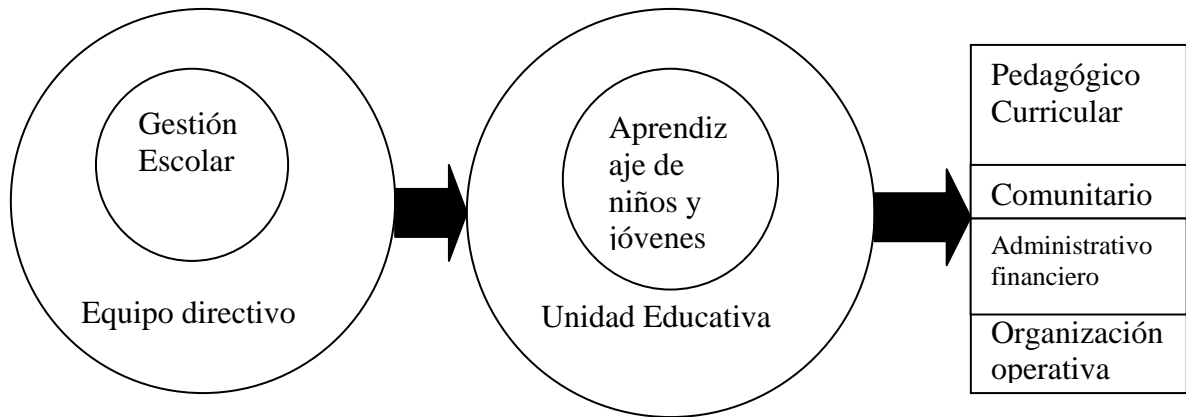 Gestión
Escolar
Equipo directivo
Aprendiz
aje de
niños y
jóvenes
Unidad Educativa
Pedagógico
Curricular
Comunitario
Administrativo
financiero
Organización
operativa